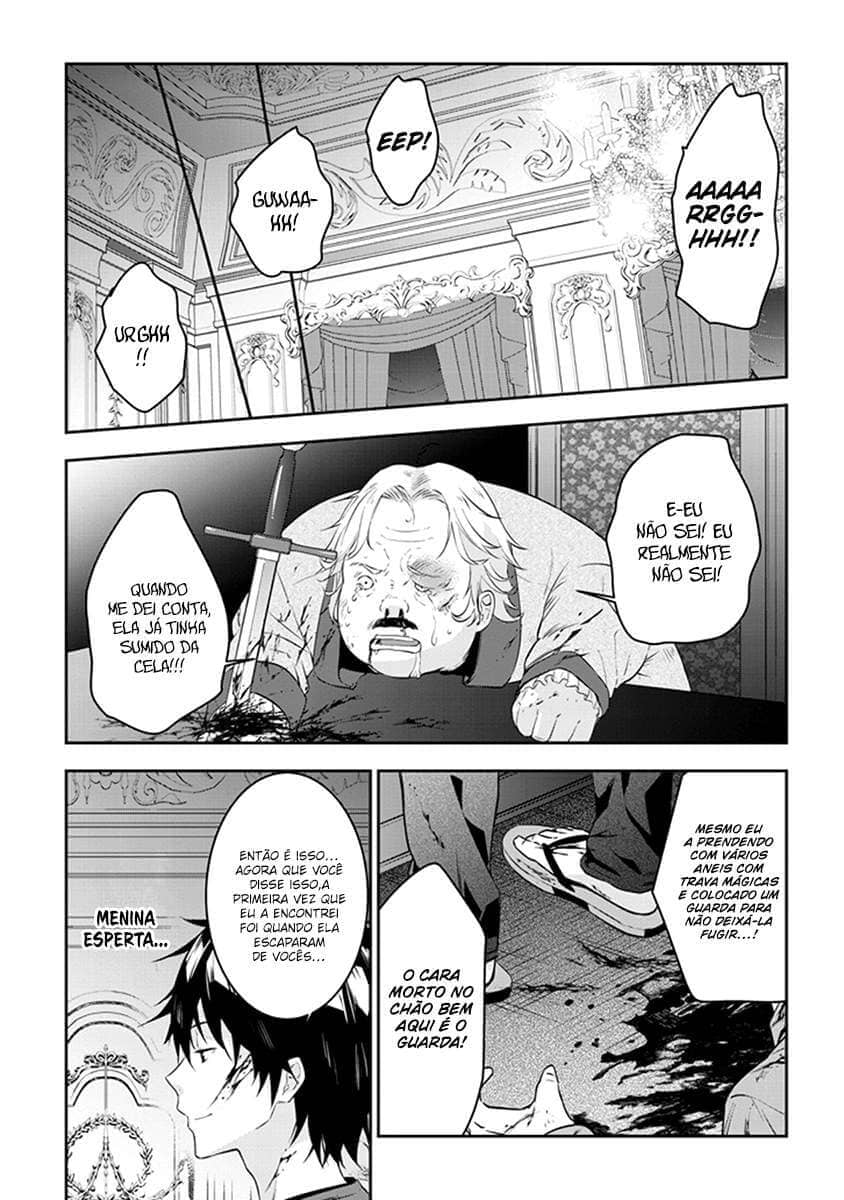 AAAAA
RRGG-
HHH!!
EEP!
GUWAA-
HH!
URGHH
!!
E-EU
NÃO SEI! EU
REALMENTE
NÃO SEI!
QUANDO
ME DEI CONTA,
ELA JÁ TINHA
SUMIDO DA
CELA!!!
MESMO EU
A PRENDENDO
COM VÁRIOS
ANEIS COM
TRAVA MÁGICAS
E COLOCADO UM
GUARDA PARA
NÃO DEIXÁ-LA
FUGIR...!
O CARA
MORTO NO
CHÃO BEM
AQUI É O
GUARDA!
ENTÃO É ISSO...
AGORA QUE VOCÊ
DISSE ISSO,A
PRIMEIRA VEZ QUE
EU A ENCONTREI
FOI QUANDO ELA
ESCAPARAM
DE VOCÊS...
MENINA
ESPERTA...